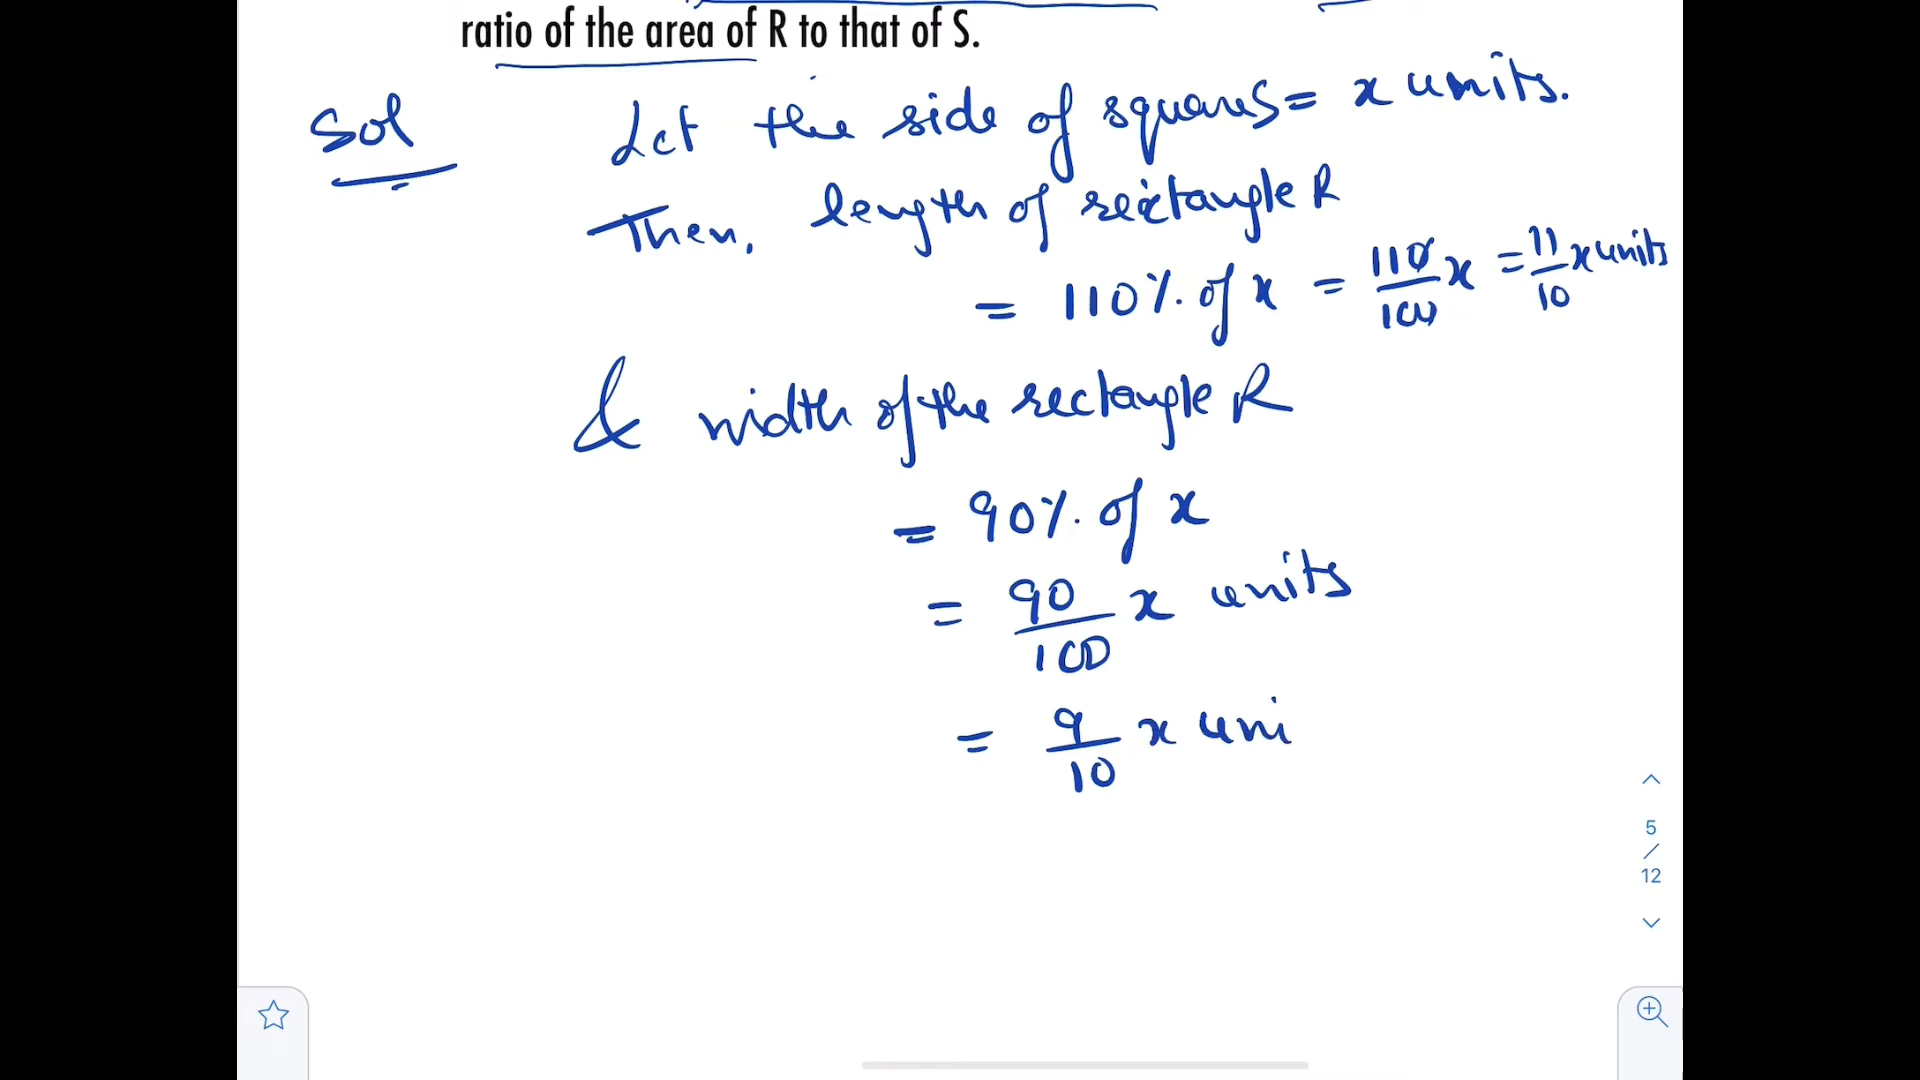 ratio of the area of R to that of S.
Sol Let the side of square S = x units.
Then, length of rectangle R
= 110% of x = 110/100 x = 11/10 x units
& width of the rectangle R
= 90% of x
= 90/100 x units
= 9/10 x uni
5
/
12